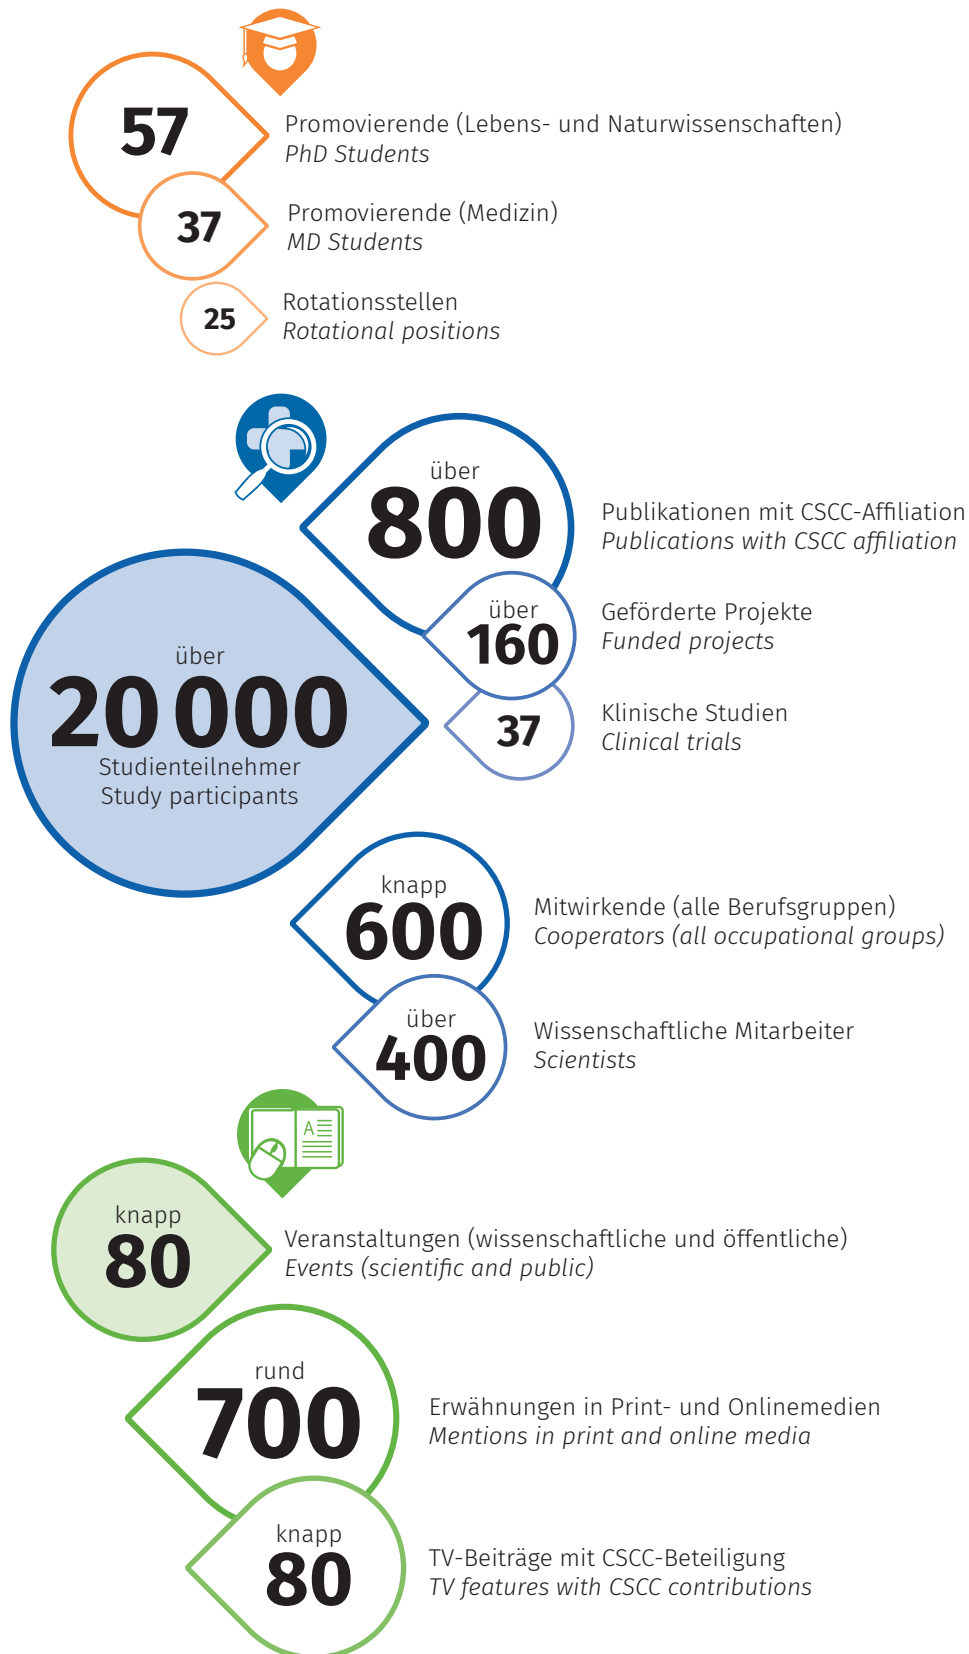 57
Promovierende (Lebens- und Naturwissenschaften)
PhD Students
37
Promovierende (Medizin)
MD Students
25
Rotationsstellen
Rotational positions
über
800
Publikationen mit CSCC-Affiliation
Publications with CSCC affiliation
über
160
Geförderte Projekte
Funded projects
über
20 000
Studienteilnehmer
Study participants
37
Klinische Studien
Clinical trials
knapp
600
Mitwirkende (alle Berufsgruppen)
Cooperators (all occupational groups)
über
400
Wissenschaftliche Mitarbeiter
Scientists
A
knapp
80
Veranstaltungen (wissenschaftliche und öffentliche)
Events (scientific and public)
rund
700
Erwähnungen in Print- und Onlinemedien
Mentions in print and online media
knapp
80
TV-Beiträge mit CSCC-Beteiligung
TV features with CSCC contributions